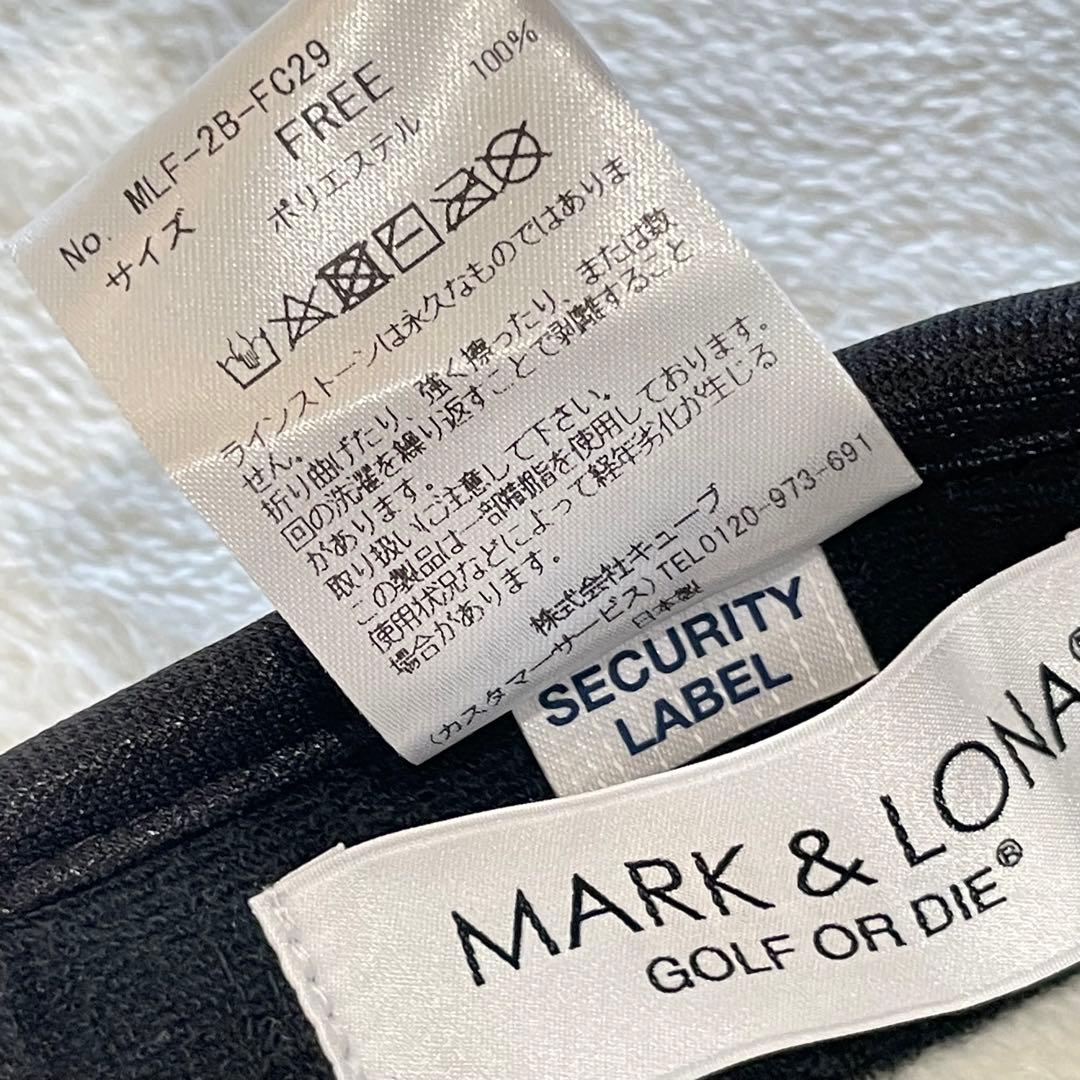 No. MLF-2B-FC29
サイズ FREE
ポリエステル 100%
ラインストーンは永久なものではありま
せん。
折り曲げたり、強く擦ったり、または数
回の洗濯を繰り返すことで剥離すること
があります。
取り扱いにご注意して下さい。
この製品は一部精脂を使用しております。
使用状況などによって経年劣化が生じる
場合があります。
株式会社キューブ
(カスタマーサービス)TEL0120-973-691
日本製
SECURITY
LABEL
MARK & LONA®
GOLF OR DIE®